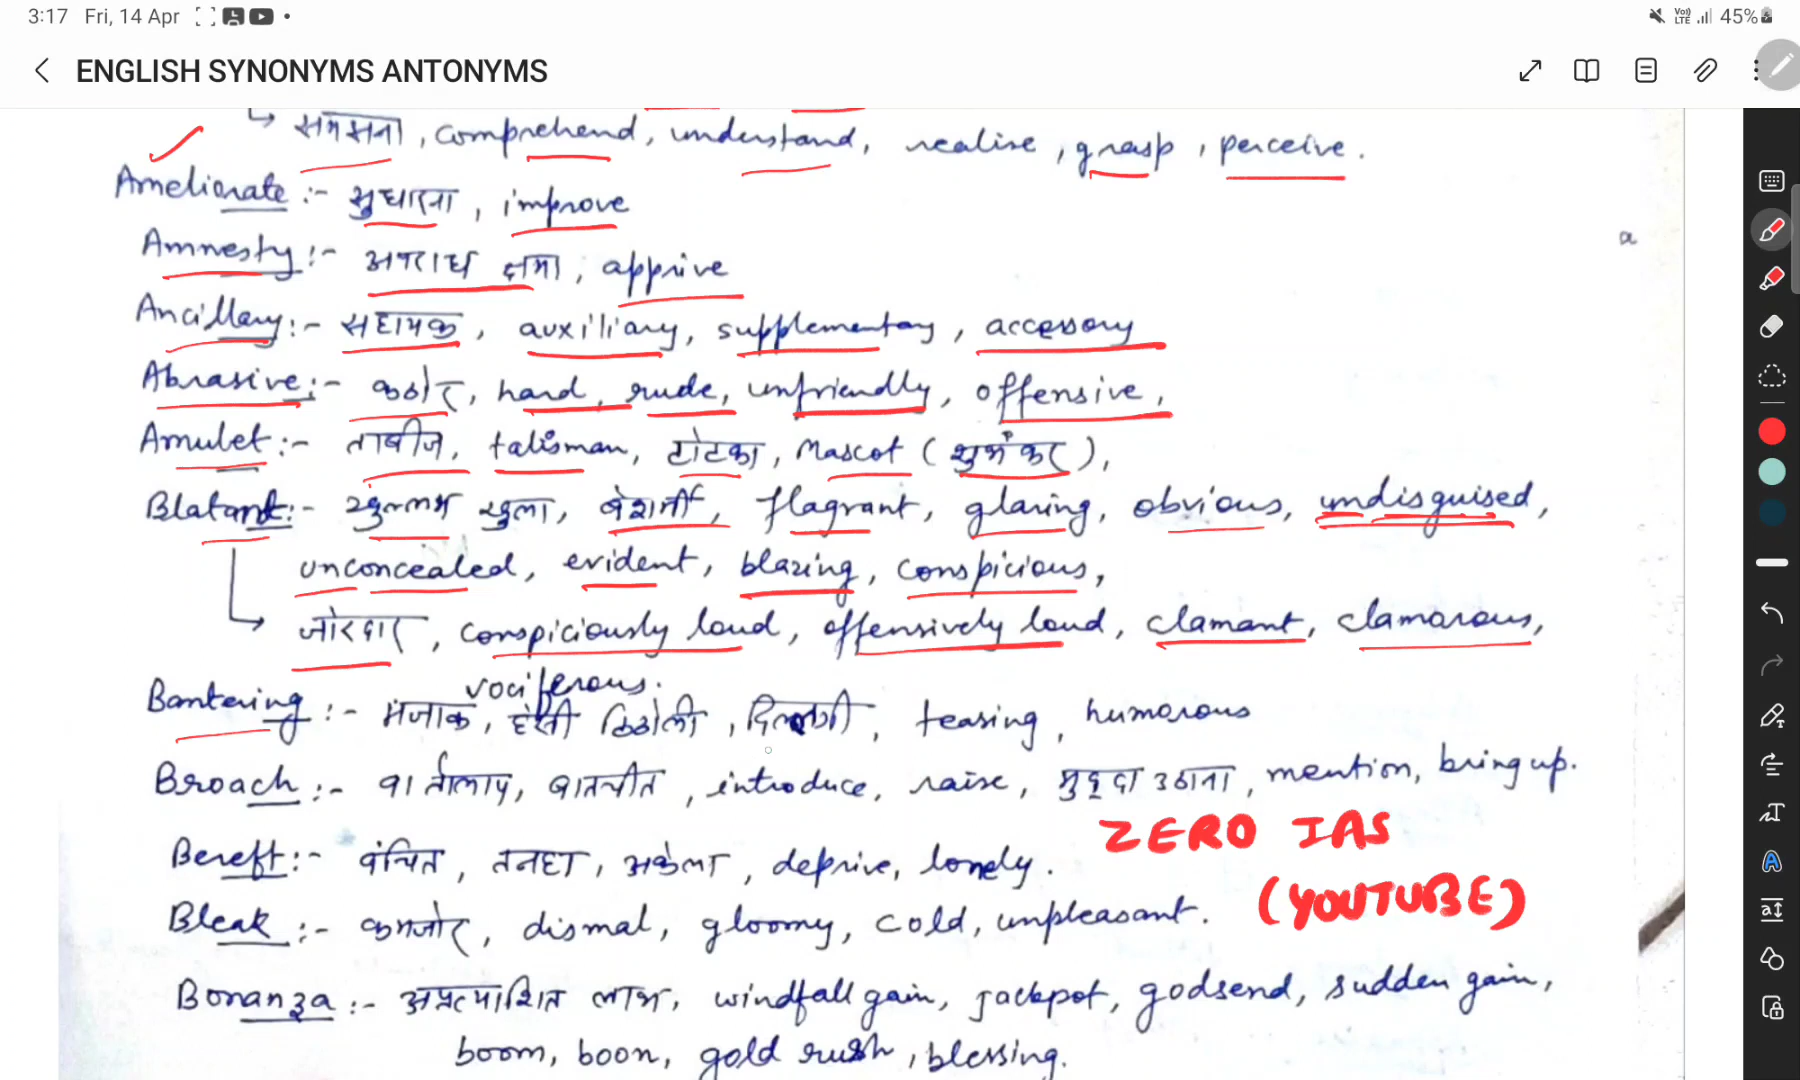 3:17 Fri, 14 Apr 45%
ENGLISH SYNONYMS ANTONYMS
समझना, comprehend, understand, realise, grasp, perceive.
Ameliorate :- सुधारना, improve
Amnesty :- अपराध क्षमा, apprive
Ancillary :- सहायक, auxiliary, supplementary, accesory
Abrasive :- कठोर, hard, rude, unfriendly, offensive,
Amulet :- ताबीज, talisman, टोटका, Mascot (शुभंकर),
Blatant :- खुल्लम खुला, बेशर्मी, flagrant, glaring, obvious, undisguised,
unconcealed, evident, blazing, conspicious,
जोरदार, conspiciously loud, offensively loud, clamant, clamorous,
vociferous.
Bantering :- मजाक, हंसी ठिठोली, दिल्लगी, teasing, humorous
Broach :- वार्तालाप, बातचीत, introduce, raise, मुद्दा उठाना, mention, bring up.
Bereft :- वंचित, तनहा, अकेला, deprive, lonely.
ZERO IAS
(YOUTUBE)
Bleak :- कमजोर, dismal, gloomy, cold, unpleasant.
Bonanza :- अप्रत्याशित लाभ, windfall gain, jackpot, godsend, sudden gain,
boom, boon, gold rush, blessing.